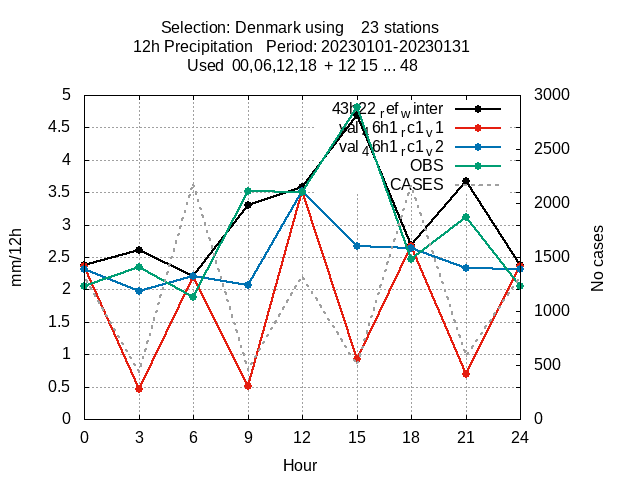 Selection: Denmark using    23 stations
12h Precipitation   Period: 20230101-20230131
Used  00,06,12,18  + 12 15 ... 48
5
4.5
4
3.5
3
2.5
2
1.5
1
0.5
0
mm/12h
3000
2500
2000
1500
1000
500
0
No cases
43h22refwinter
val46h1rc1v1
val46h1rc1v2
OBS
CASES
0 3 6 9 12 15 18 21 24
Hour